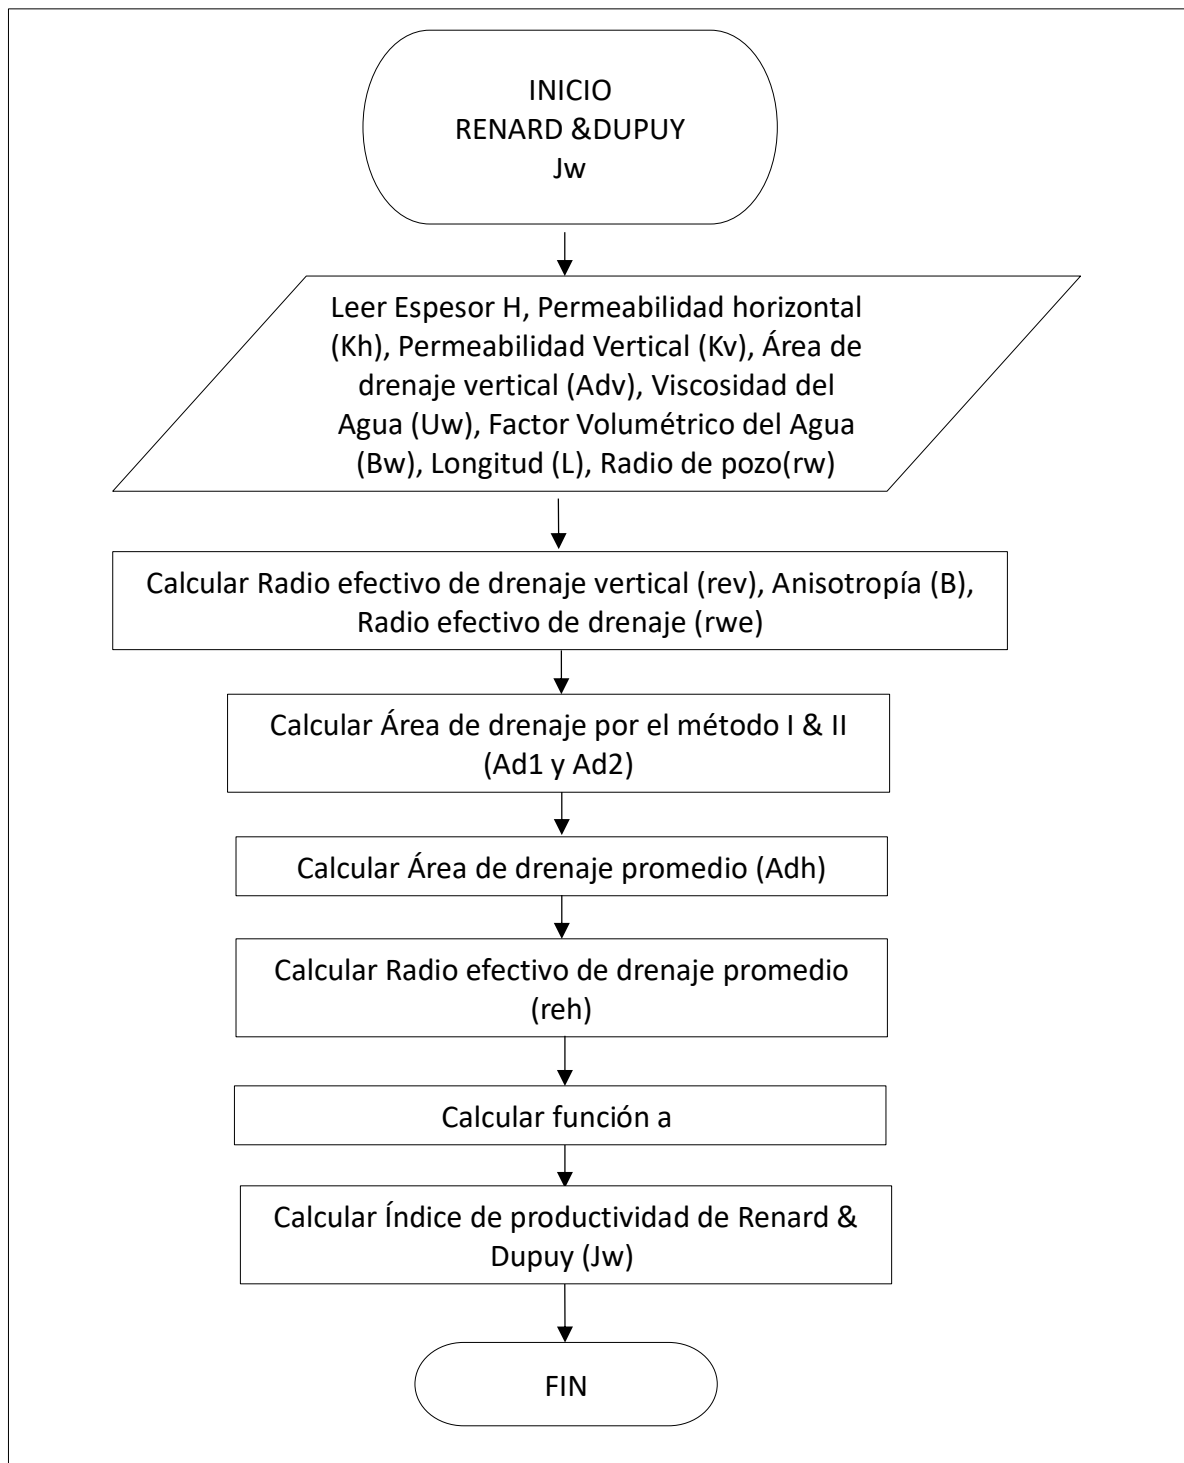 INICIO
RENARD &DUPUY
Jw
Leer Espesor H, Permeabilidad horizontal
(Kh), Permeabilidad Vertical (Kv), Área de
drenaje vertical (Adv), Viscosidad del
Agua (Uw), Factor Volumétrico del Agua
(Bw), Longitud (L), Radio de pozo(rw)
Calcular Radio efectivo de drenaje vertical (rev), Anisotropía (B),
Radio efectivo de drenaje (rwe)
Calcular Área de drenaje por el método I & II
(Ad1 y Ad2)
Calcular Área de drenaje promedio (Adh)
Calcular Radio efectivo de drenaje promedio
(reh)
Calcular función a
Calcular Índice de productividad de Renard &
Dupuy (Jw)
FIN